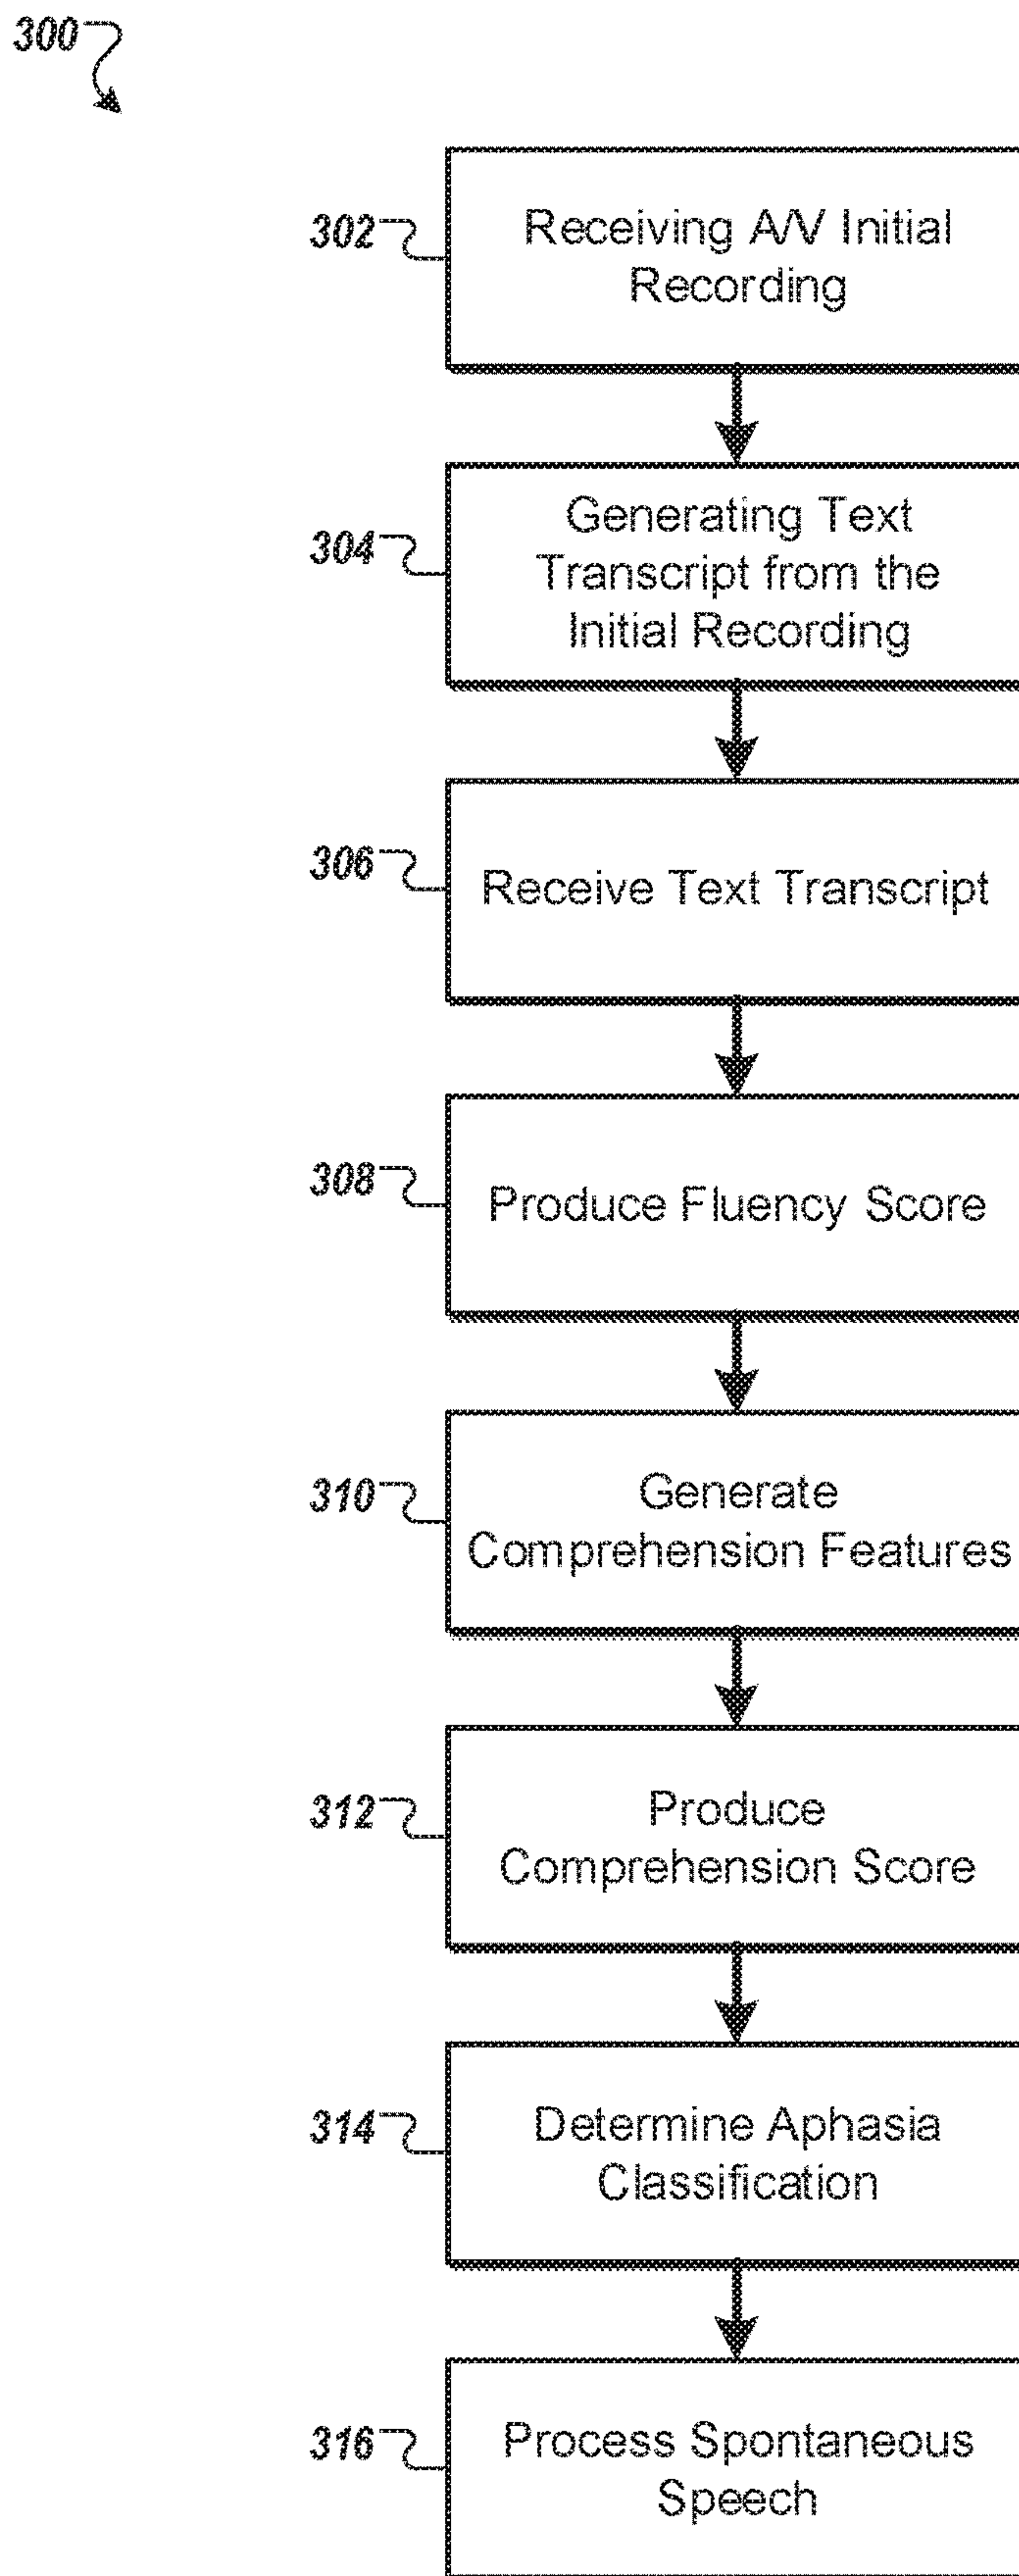 300
302
Receiving A/V Initial
Recording
304
Generating Text
Transcript from the
Initial Recording
306
Receive Text Transcript
308
Produce Fluency Score
310
Generate
Comprehension Features
312
Produce
Comprehension Score
314
Determine Aphasia
Classification
316
Process Spontaneous
Speech